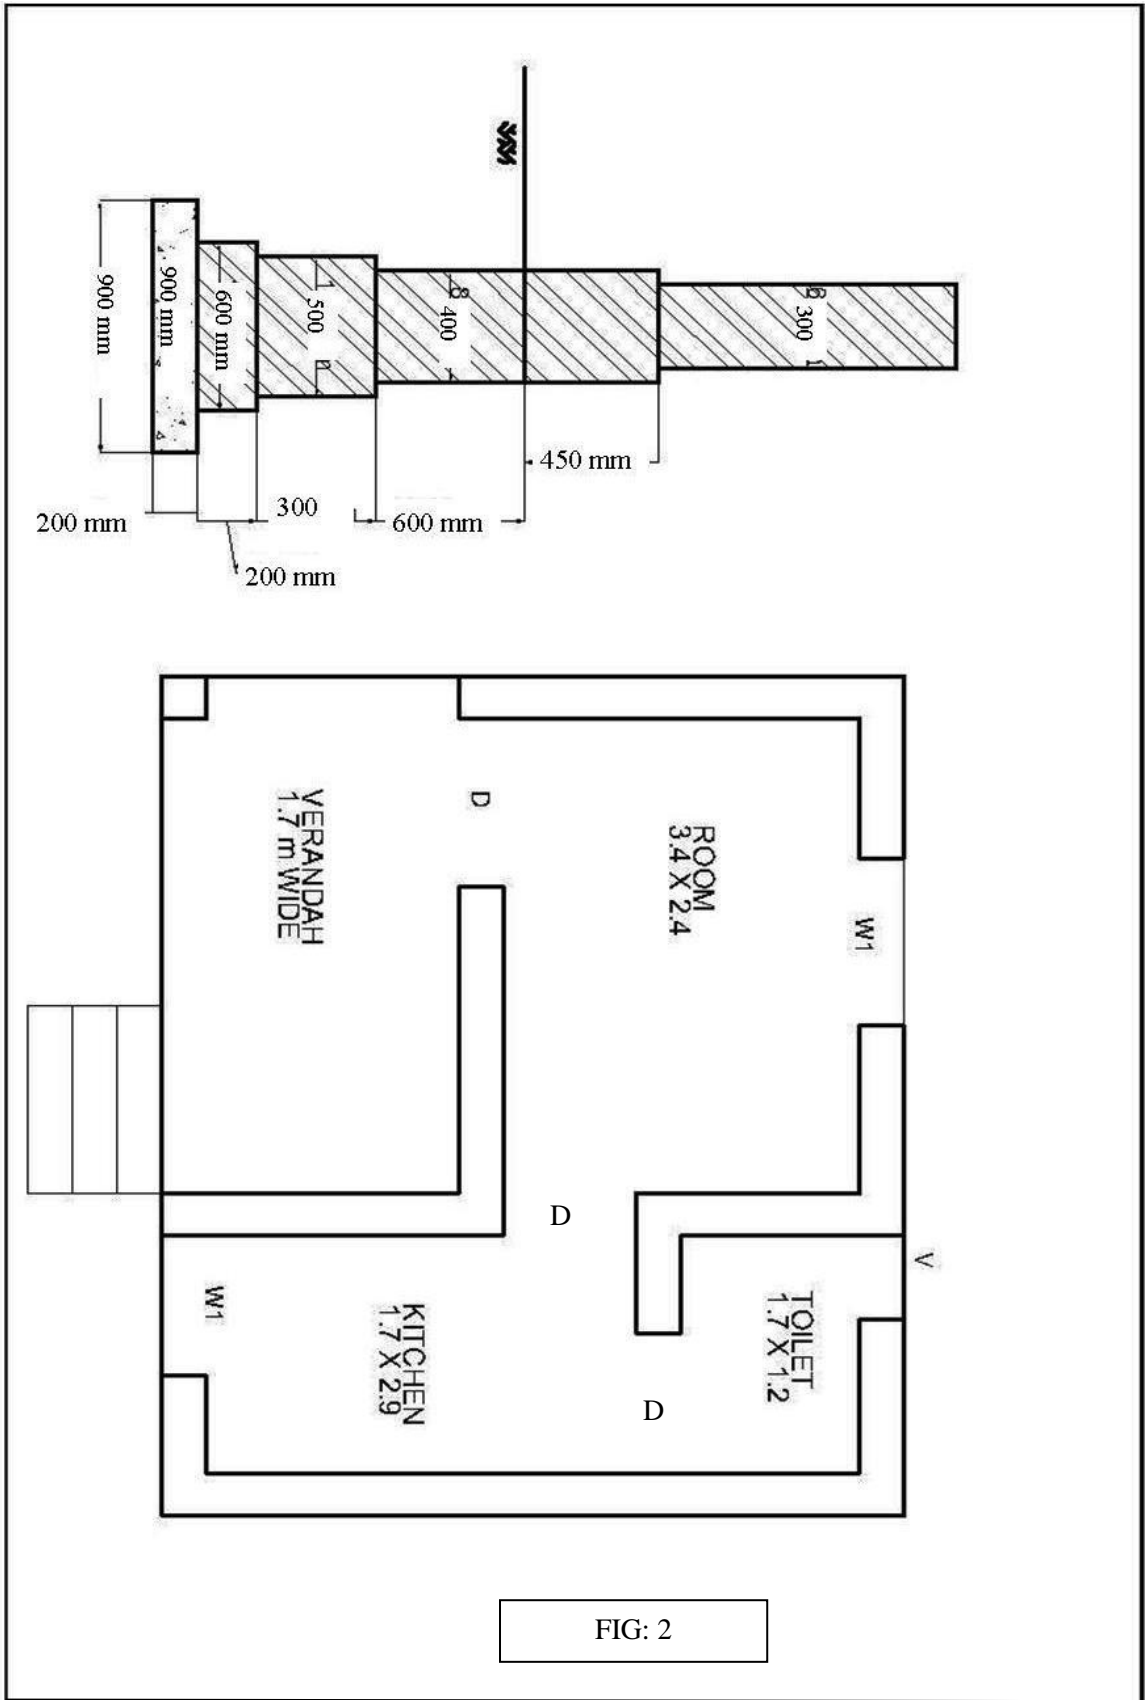 900 mm
900 mm
600 mm
500
400
300
450 mm
300
600 mm
200 mm
200 mm
D
VERANDAH
1.7 m WIDE
ROOM
3.4 X 2.4
W1
D
V
W1
KITCHEN
1.7 X 2.9
TOILET
1.7 X 1.2
D
FIG: 2